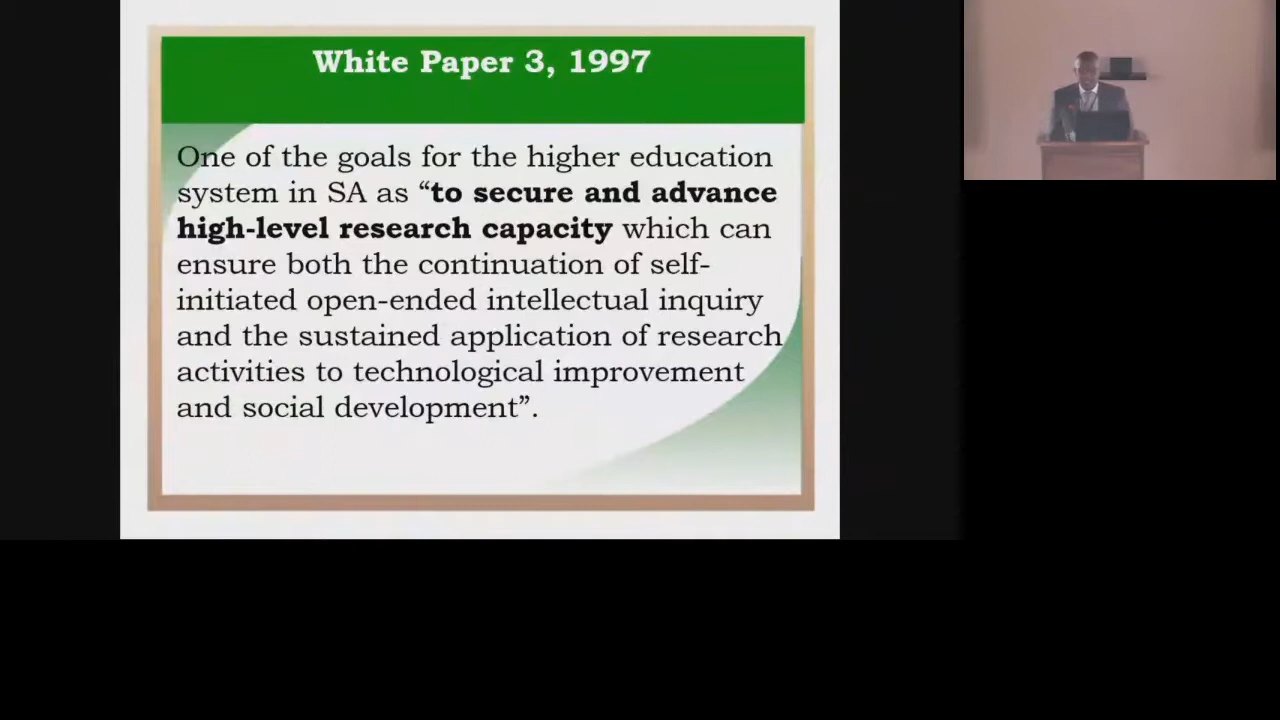 White Paper 3, 1997
One of the goals for the higher education
system in SA as “to secure and advance
high-level research capacity which can
ensure both the continuation of self-
initiated open-ended intellectual inquiry
and the sustained application of research
activities to technological improvement
and social development”.